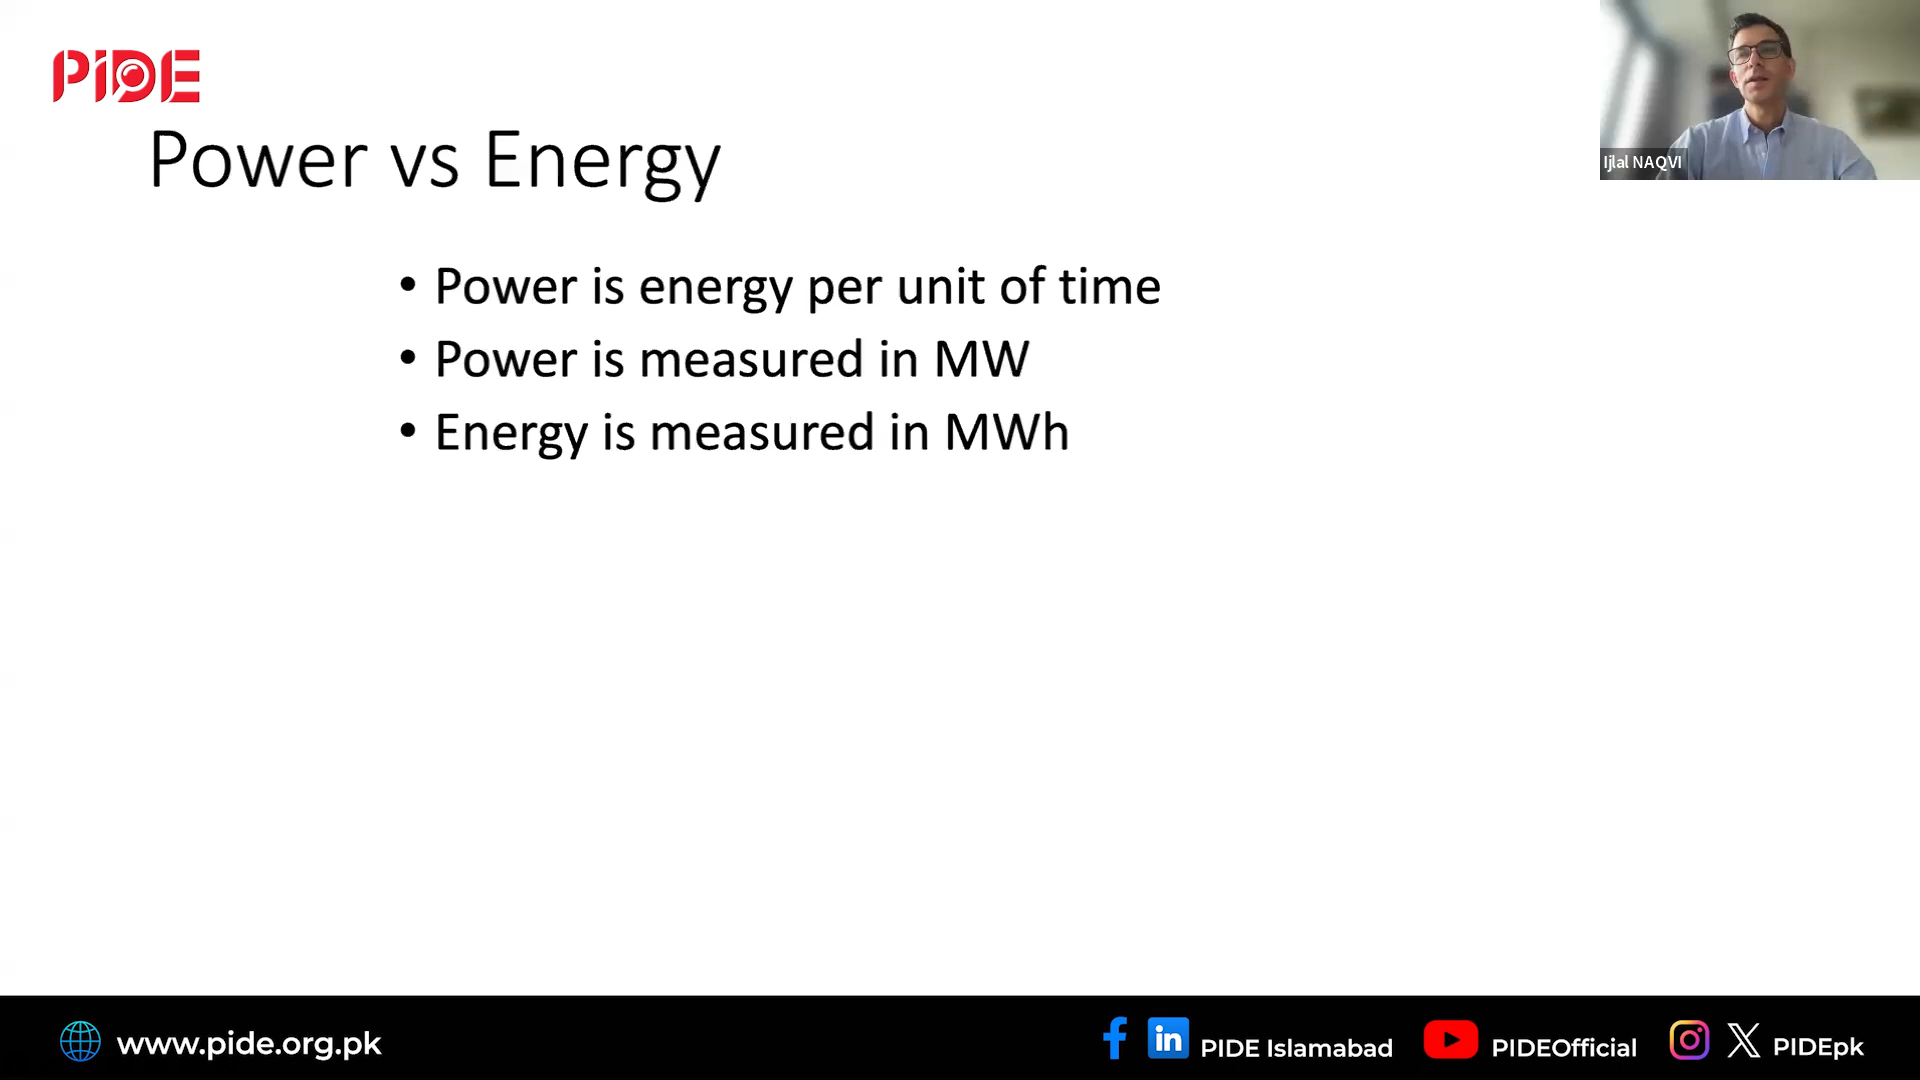 PiDE
Ijlal NAQVI
Power vs Energy
• Power is energy per unit of time
• Power is measured in MW
• Energy is measured in MWh
www.pide.org.pk
PIDE Islamabad
PIDEOfficial
PIDEpk